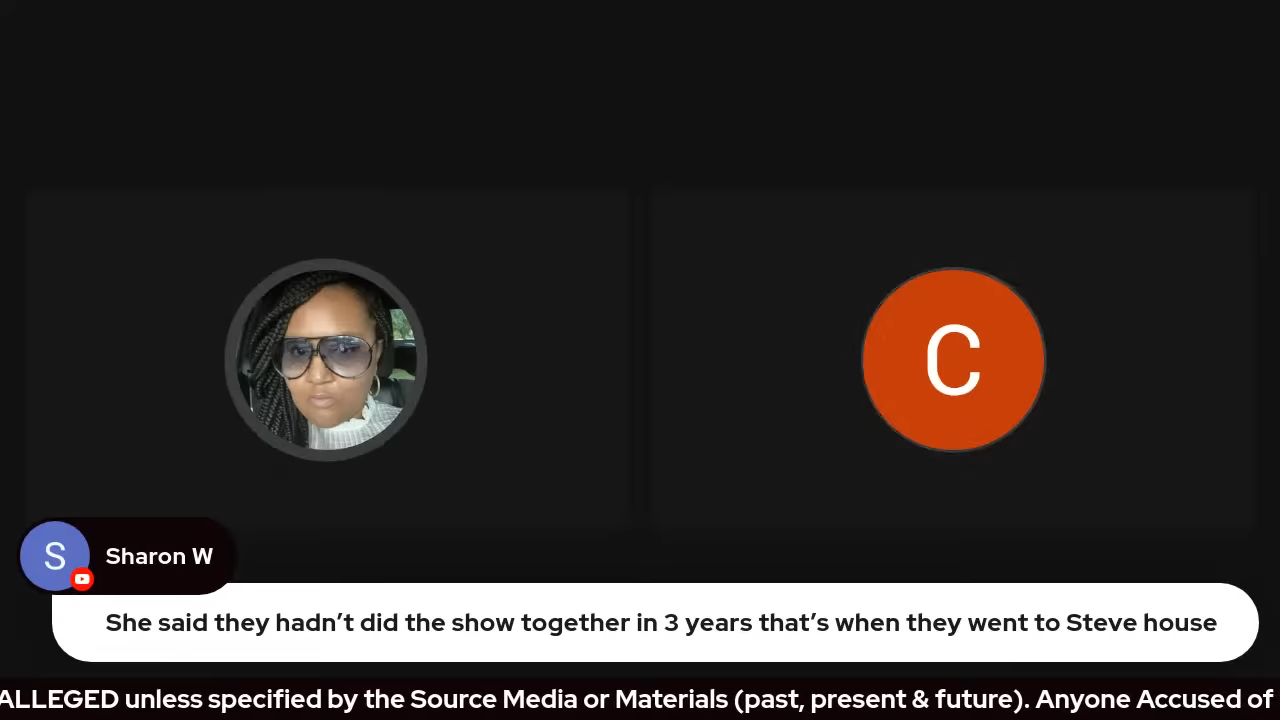 C
S
Sharon W
She said they hadn’t did the show together in 3 years that’s when they went to Steve house
ALLEGED unless specified by the Source Media or Materials (past, present & future). Anyone Accused of